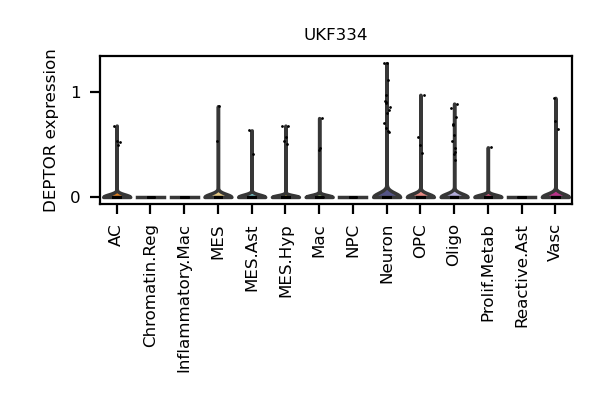 UKF334
DEPTOR expression
1
0
AC
Chromatin.Reg
Inflammatory.Mac
MES
MES.Ast
MES.Hyp
Mac
NPC
Neuron
OPC
Oligo
Prolif.Metab
Reactive.Ast
Vasc